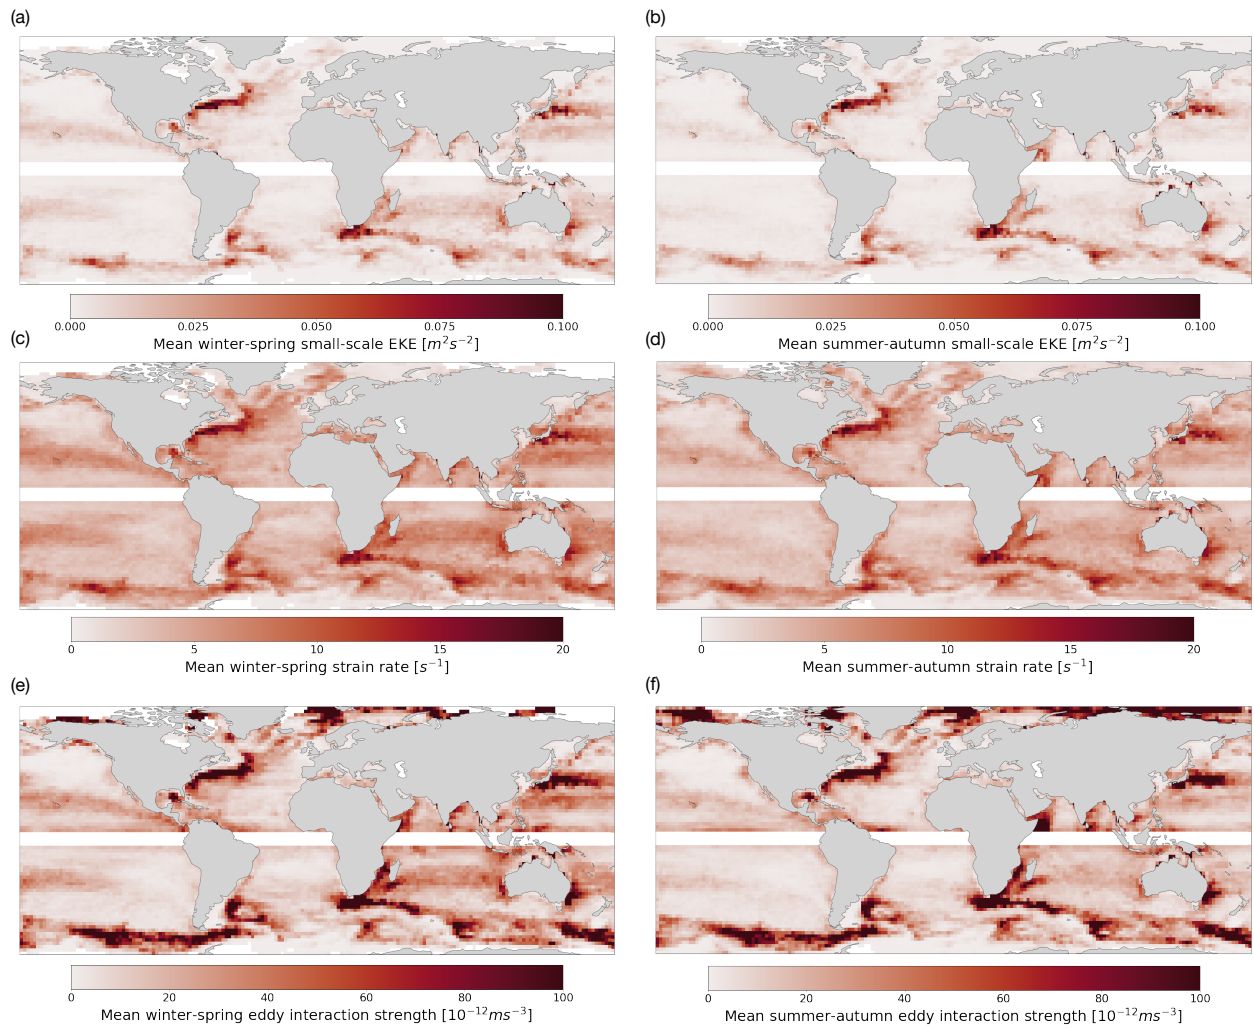 (a) (b)
0.000 0.025 0.050 0.075 0.100 0.000 0.025 0.050 0.075 0.100
Mean winter-spring small-scale EKE [m²s⁻²] Mean summer-autumn small-scale EKE [m²s⁻²]
(c) (d)
0 5 10 15 20 0 5 10 15 20
Mean winter-spring strain rate [s⁻¹] Mean summer-autumn strain rate [s⁻¹]
(e) (f)
0 20 40 60 80 100 0 20 40 60 80 100
Mean winter-spring eddy interaction strength [10⁻¹²ms⁻³] Mean summer-autumn eddy interaction strength [10⁻¹²ms⁻³]